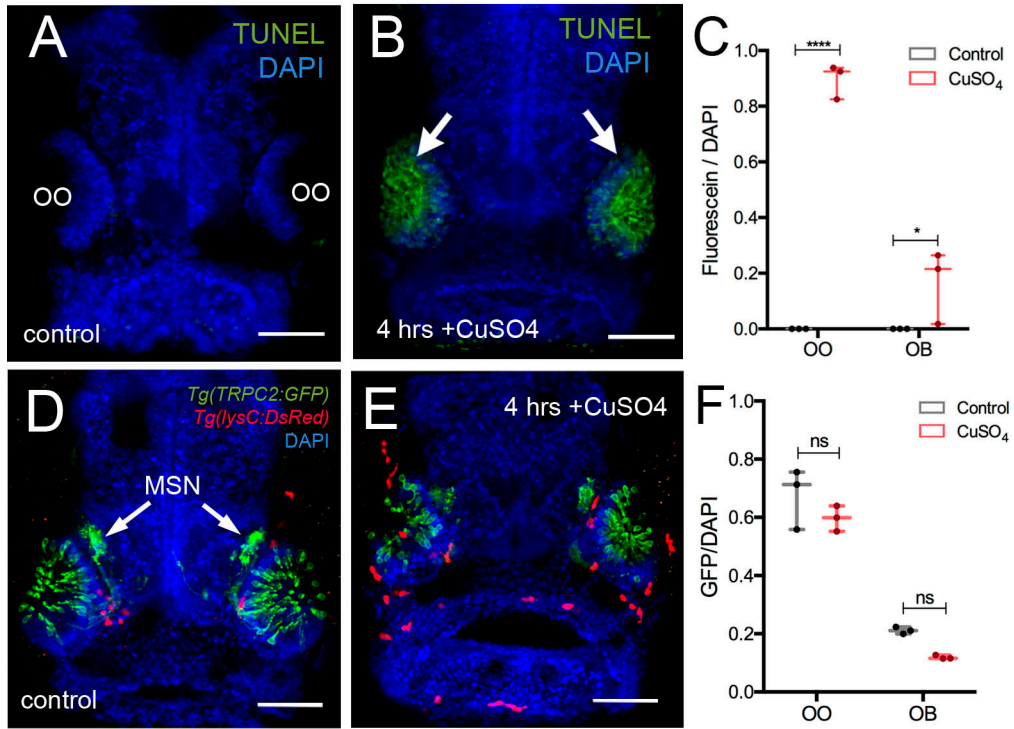 A
TUNEL
DAPI
OO
OO
control
B
TUNEL
DAPI
4 hrs +CuSO4
C
Fluorescein / DAPI
1.0
0.8
0.6
0.4
0.2
0.0
****
*
Control
CuSO₄
OO
OB
D
Tg(TRPC2:GFP)
Tg(lysC:DsRed)
DAPI
MSN
control
E
4 hrs +CuSO4
F
GFP/DAPI
1.0
0.8
0.6
0.4
0.2
0.0
ns
ns
Control
CuSO₄
OO
OB